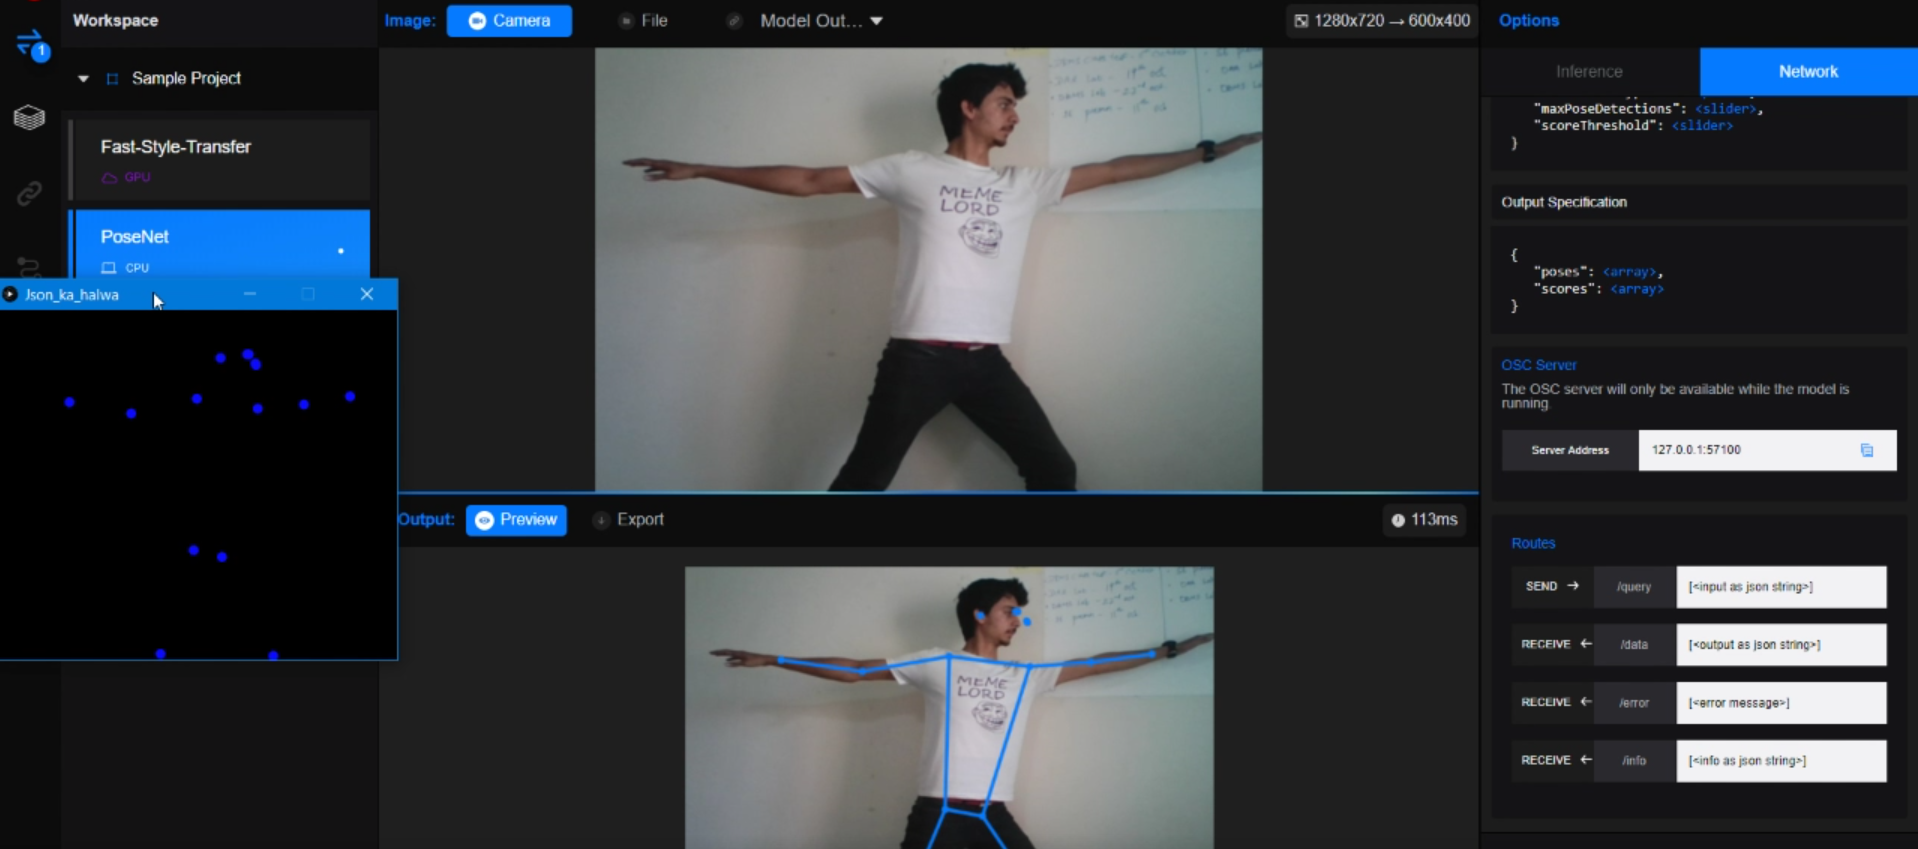 Workspace
1
Sample Project
Fast-Style-Transfer
GPU
PoseNet
CPU
Json_ka_halwa
Image:
Camera
File
Model Out...
1280x720 → 600x400
MEME
LORD
Output:
Preview
Export
113ms
MEME
LORD
Options
Inference
Network
"maxPoseDetections": <slider>,
"scoreThreshold": <slider>
}
Output Specification
{
"poses": <array>,
"scores": <array>
}
OSC Server
The OSC server will only be available while the model is
running.
Server Address
127.0.0.1:57100
Routes
SEND → /query [<input as json string>]
RECEIVE ← /data [<output as json string>]
RECEIVE ← /error [<error message>]
RECEIVE ← /info [<info as json string>]